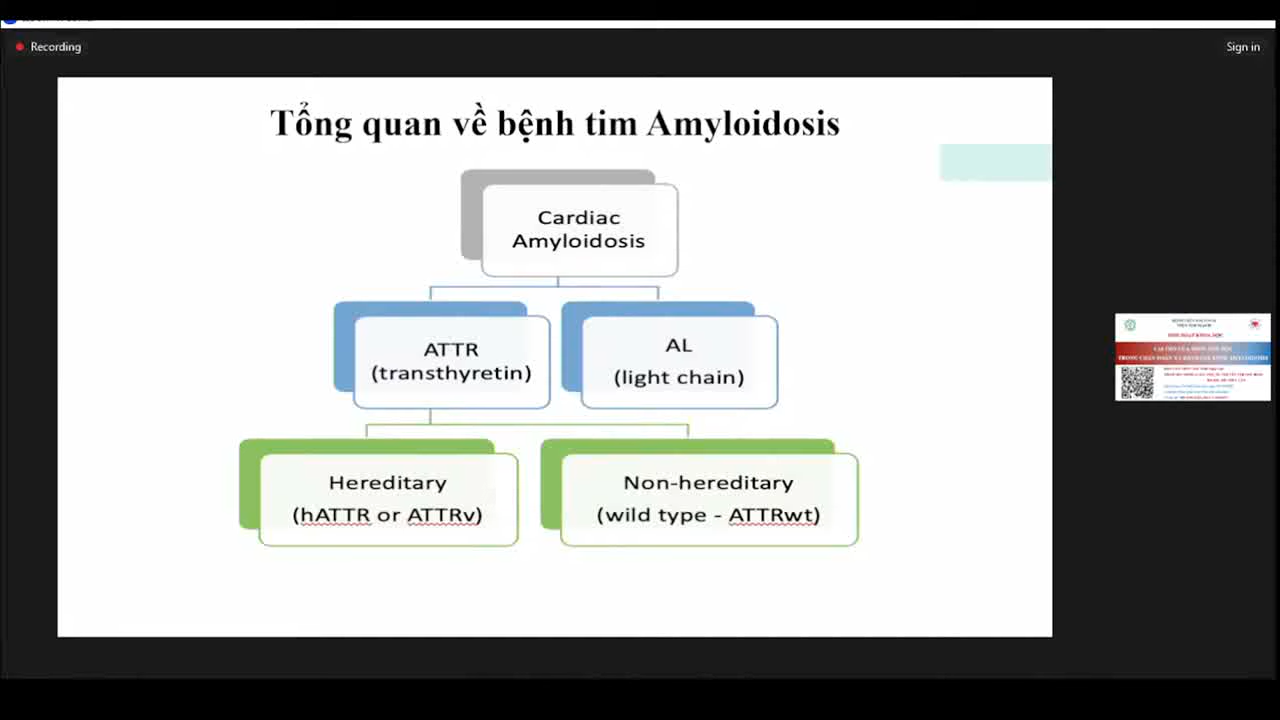 Recording
Sign in
Tổng quan về bệnh tim Amyloidosis
Cardiac
Amyloidosis
ATTR
(transthyretin)
AL
(light chain)
Hereditary
(hATTR or ATTRv)
Non-hereditary
(wild type - ATTRwt)